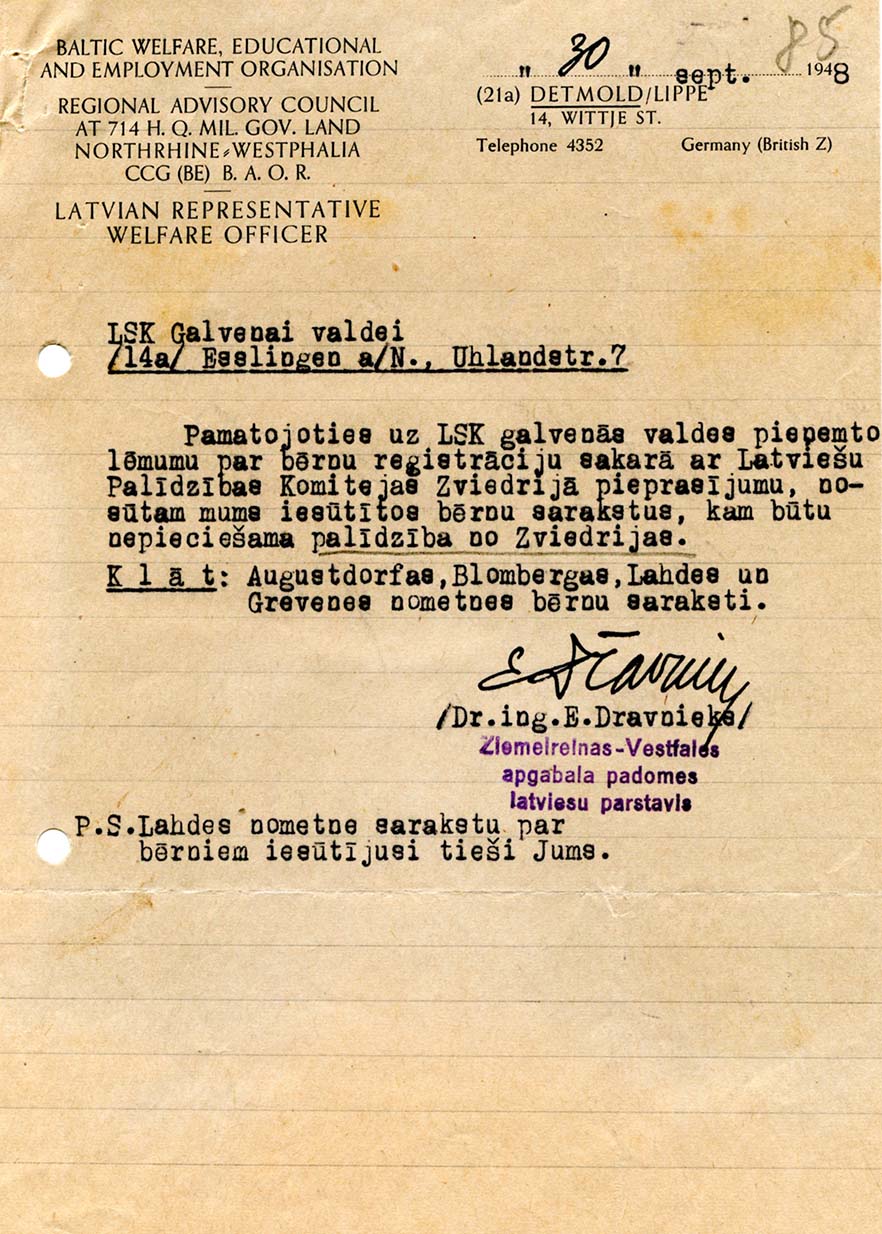 BALTIC WELFARE, EDUCATIONAL
AND EMPLOYMENT ORGANISATION
REGIONAL ADVISORY COUNCIL
AT 714 H. Q. MIL. GOV. LAND
NORTHRHINE-WESTPHALIA
CCG (BE) B. A. O. R.
LATVIAN REPRESENTATIVE
WELFARE OFFICER
85
" 30 " sept. 1948
(21a) DETMOLD/LIPPE
14, WITTJE ST.
Telephone 4352 Germany (British Z)
LSK Galvenai valdei
/14a/ Esslingen a/N., Uhlandstr.7
Pamatojoties uz LSK galvenās valdes pieņemto
lēmumu par bērnu reģistrāciju sakarā ar Latviešu
Palīdzības Komitejas Zviedrijā pieprasījumu, no-
sūtam mums iesūtītos bērnu sarakstus, kam būtu
nepieciešama palīdzība no Zviedrijas.
K l ā t: Augustdorfas,Blombergas,Lahdes un
Grevenes nometnes bērnu saraksti.
/Dr.ing.E.Dravnieks/
Ziemeļreinas-Vestfales
apgabala padomes
latviesu parstavis
P.S.Lahdes nometne sarakstu par
bērniem iesūtījusi tieši Jums.